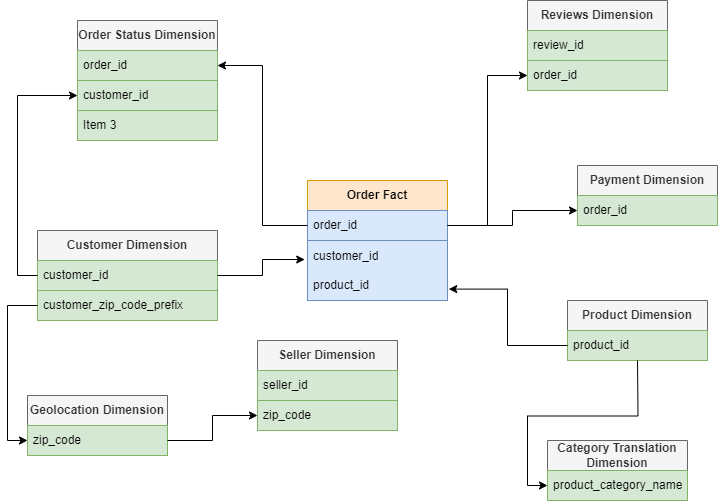 Order Status Dimension
order_id
customer_id
Item 3
Reviews Dimension
review_id
order_id
Payment Dimension
order_id
Order Fact
order_id
customer_id
product_id
Customer Dimension
customer_id
customer_zip_code_prefix
Product Dimension
product_id
Seller Dimension
seller_id
zip_code
Geolocation Dimension
zip_code
Category Translation
Dimension
product_category_name